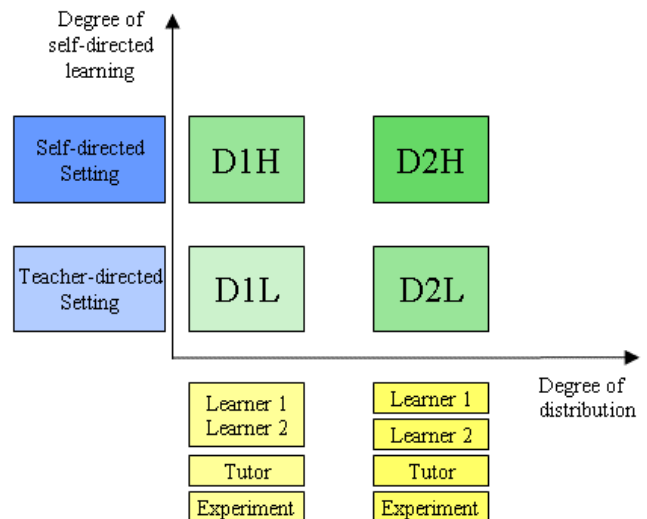 Degree of
self-directed
learning
Self-directed
Setting
D1H
D2H
Teacher-directed
Setting
D1L
D2L
Degree of
distribution
Learner 1
Learner 2
Tutor
Experiment
Learner 1
Learner 2
Tutor
Experiment